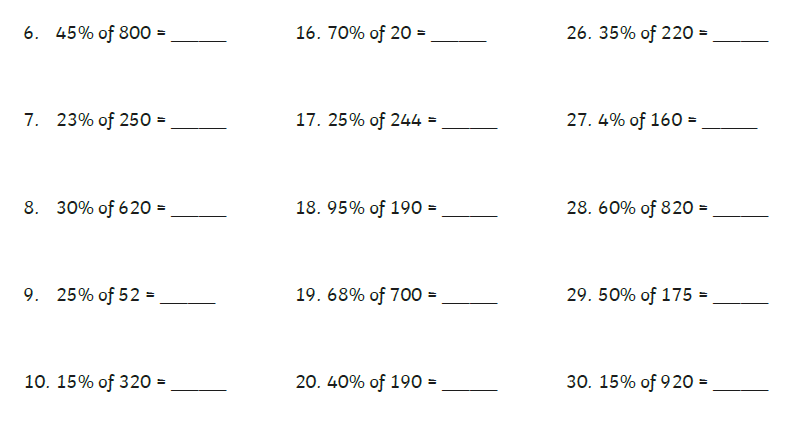 6. 45% of 800 = ______ 16. 70% of 20 = ______ 26. 35% of 220 = ______
7. 23% of 250 = ______ 17. 25% of 244 = ______ 27. 4% of 160 = ______
8. 30% of 620 = ______ 18. 95% of 190 = ______ 28. 60% of 820 = ______
9. 25% of 52 = ______ 19. 68% of 700 = ______ 29. 50% of 175 = ______
10. 15% of 320 = ______ 20. 40% of 190 = ______ 30. 15% of 920 = ______